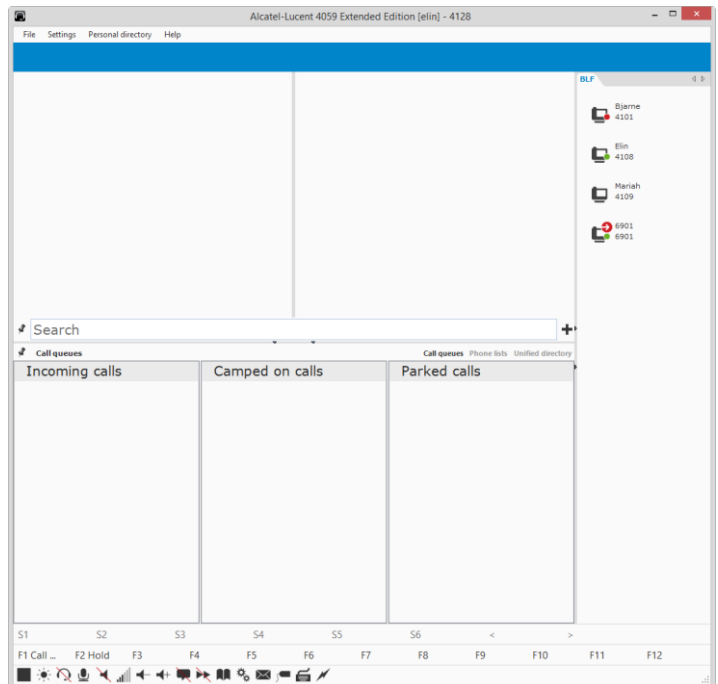 Alcatel-Lucent 4059 Extended Edition [elin] - 4128
File Settings Personal directory Help
BLF
Bjarne
4101
Elin
4108
Mariah
4109
6901
6901
Search
Call queues
Call queues Phone lists Unified directory
Incoming calls
Camped on calls
Parked calls
S1 S2 S3 S4 S5 S6 < >
F1 Call ... F2 Hold F3 F4 F5 F6 F7 F8 F9 F10 F11 F12